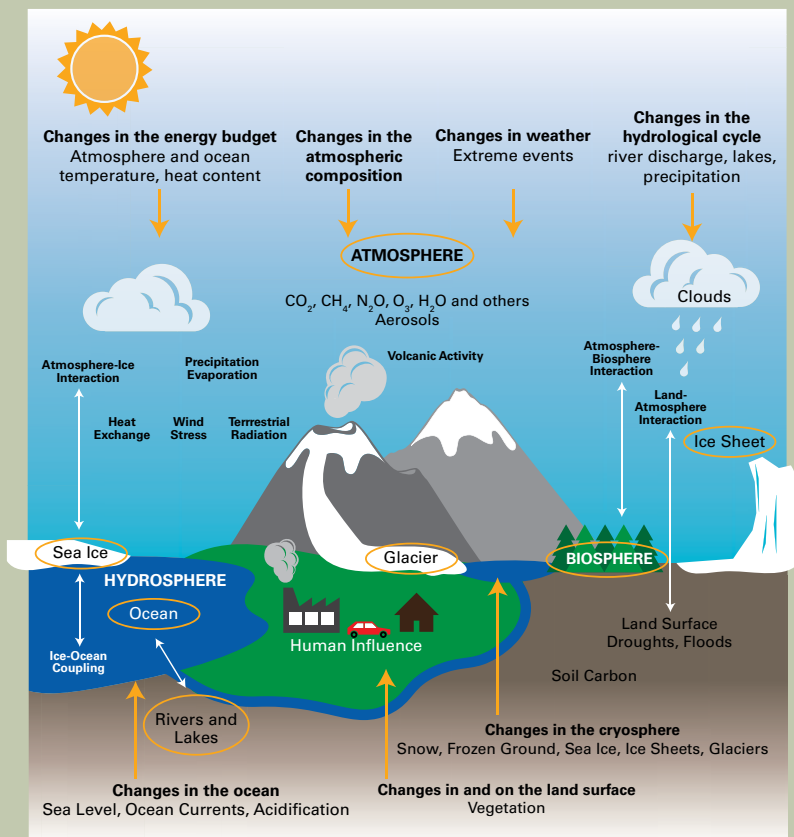 Changes in the energy budget
Atmosphere and ocean
temperature, heat content
Changes in the
atmospheric
composition
Changes in weather
Extreme events
Changes in the
hydrological cycle
river discharge, lakes,
precipitation
ATMOSPHERE
CO₂, CH₄, N₂O, O₃, H₂O and others
Aerosols
Clouds
Atmosphere-Ice
Interaction
Precipitation
Evaporation
Volcanic Activity
Atmosphere-
Biosphere
Interaction
Heat
Exchange
Wind
Stress
Terrrestrial
Radiation
Land-
Atmosphere
Interaction
Ice Sheet
Sea Ice
Glacier
BIOSPHERE
HYDROSPHERE
Ocean
Human Influence
Land Surface
Droughts, Floods
Ice-Ocean
Coupling
Soil Carbon
Rivers and
Lakes
Changes in the cryosphere
Snow, Frozen Ground, Sea Ice, Ice Sheets, Glaciers
Changes in the ocean
Sea Level, Ocean Currents, Acidification
Changes in and on the land surface
Vegetation